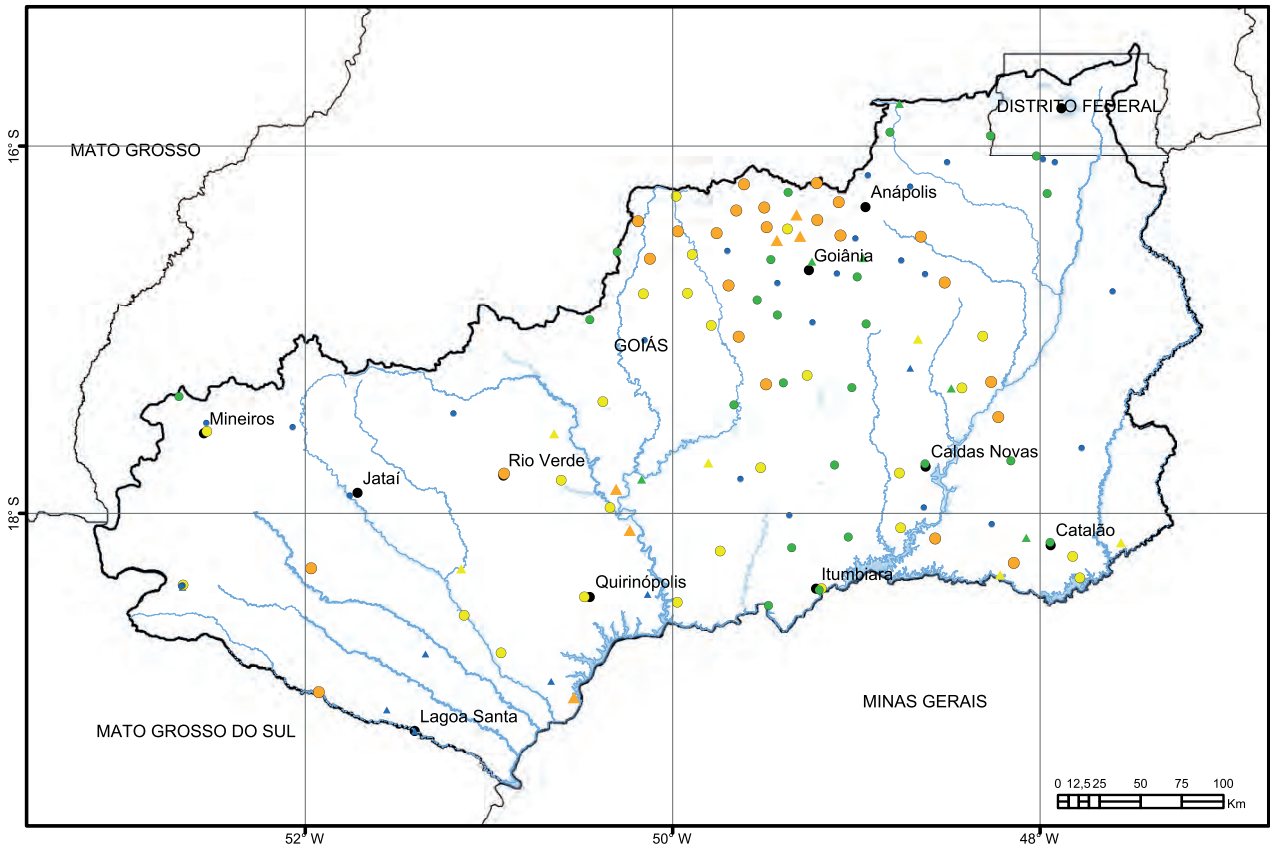 DISTRITO FEDERAL
16° S
MATO GROSSO
Anápolis
Goiânia
GOIÁS
Mineiros
Rio Verde
Caldas Novas
Jataí
18° S
Catalão
Quirinópolis
Itumbiara
MINAS GERAIS
Lagoa Santa
MATO GROSSO DO SUL
0 12,5 25 50 75 100
Km
52° W 50° W 48° W